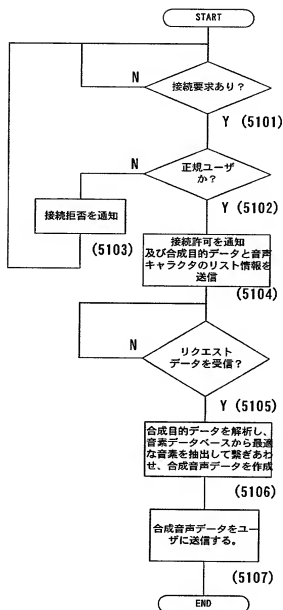 START
接続要求あり?
N
Y (5101)
正規ユーザ
か?
N
Y (5102)
接続拒否を通知
(5103)
接続許可を通知
及び合成目的データと音声
キャラクタのリスト情報を
送信
(5104)
リクエスト
データを受信?
N
Y (5105)
合成目的データを解析し、
音素データベースから最適
な音素を抽出して繋ぎあわ
せ、合成音声データを作成
(5106)
合成音声データをユー
ザに送信する。
(5107)
END